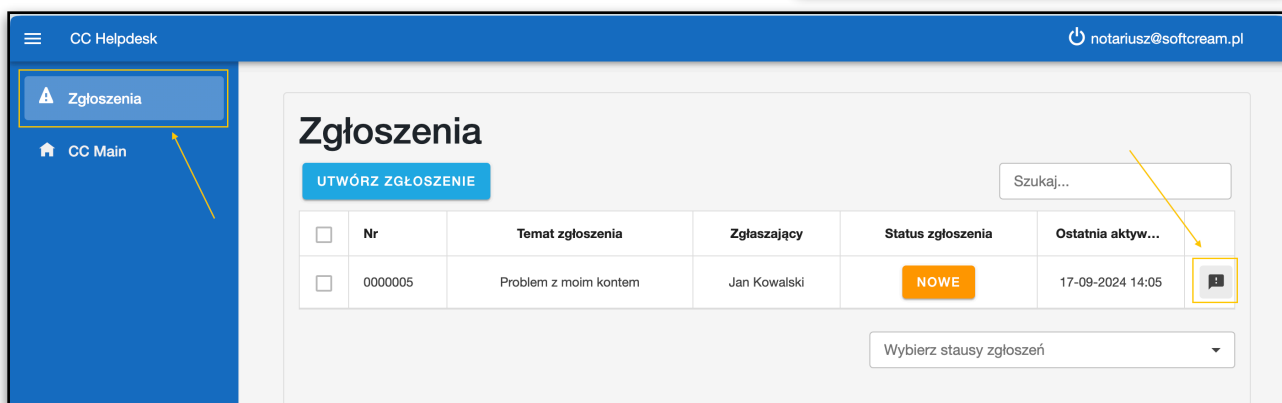 CC Helpdesk
notariusz@softcream.pl
Zgłoszenia
CC Main
Zgłoszenia
UTWÓRZ ZGŁOSZENIE
Szukaj...
Nr Temat zgłoszenia Zgłaszający Status zgłoszenia Ostatnia aktyw...
0000005 Problem z moim kontem Jan Kowalski NOWE 17-09-2024 14:05
Wybierz stausy zgłoszeń